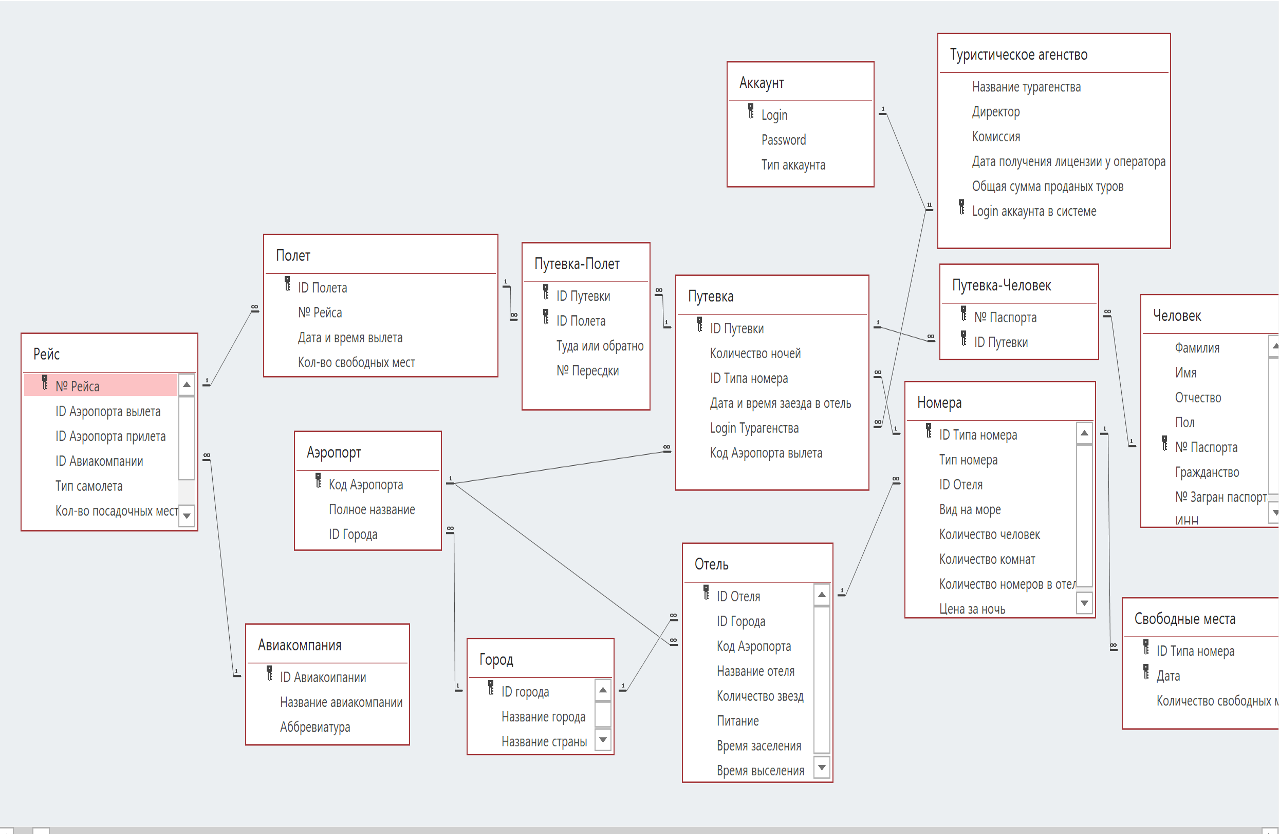 Туристическое агенство
Название турагенства
Директор
Комиссия
Дата получения лицензии у оператора
Общая сумма проданых туров
Login аккаунта в системе
Аккаунт
Login
Password
Тип аккаунта
Полет
ID Полета
№ Рейса
Дата и время вылета
Кол-во свободных мест
Путевка-Полет
ID Путевки
ID Полета
Туда или обратно
№ Пересдки
Путевка
ID Путевки
Количество ночей
ID Типа номера
Дата и время заезда в отель
Login Турагенства
Код Аэропорта вылета
Путевка-Человек
№ Паспорта
ID Путевки
Человек
Фамилия
Имя
Отчество
Пол
№ Паспорта
Гражданство
№ Загран паспорт
ИНН
Рейс
№ Рейса
ID Аэропорта вылета
ID Аэропорта прилета
ID Авиакомпании
Тип самолета
Кол-во посадочных мест
Аэропорт
Код Аэропорта
Полное название
ID Города
Номера
ID Типа номера
Тип номера
ID Отеля
Вид на море
Количество человек
Количество комнат
Количество номеров в отел
Цена за ночь
Отель
ID Отеля
ID Города
Код Аэропорта
Название отеля
Количество звезд
Питание
Время заселения
Время выселения
Свободные места
ID Типа номера
Дата
Количество свободных м
Авиакомпания
ID Авиакоипании
Название авиакомпании
Аббревиатура
Город
ID города
Название города
Название страны